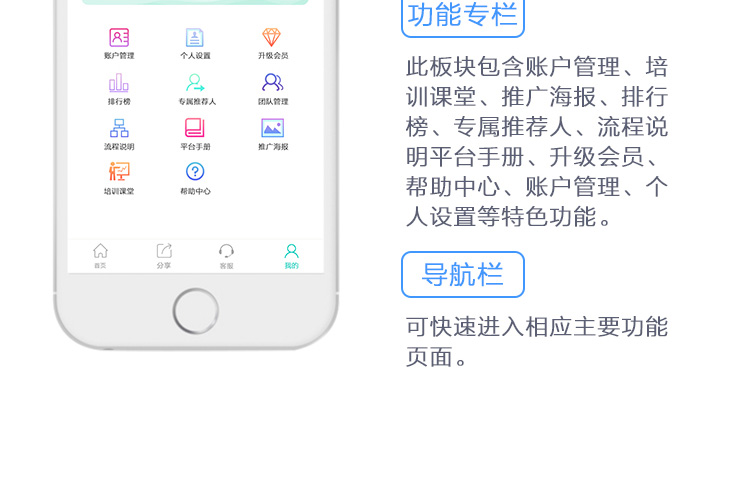 账户管理 个人设置 升级会员
排行榜 专属推荐人 团队管理
流程说明 平台手册 推广海报
培训课堂 帮助中心
首页 分享 客服 我的
功能专栏
此板块包含账户管理、培
训课堂、推广海报、排行
榜、专属推荐人、流程说
明平台手册、升级会员、
帮助中心、账户管理、个
人设置等特色功能。
导航栏
可快速进入相应主要功能
页面。